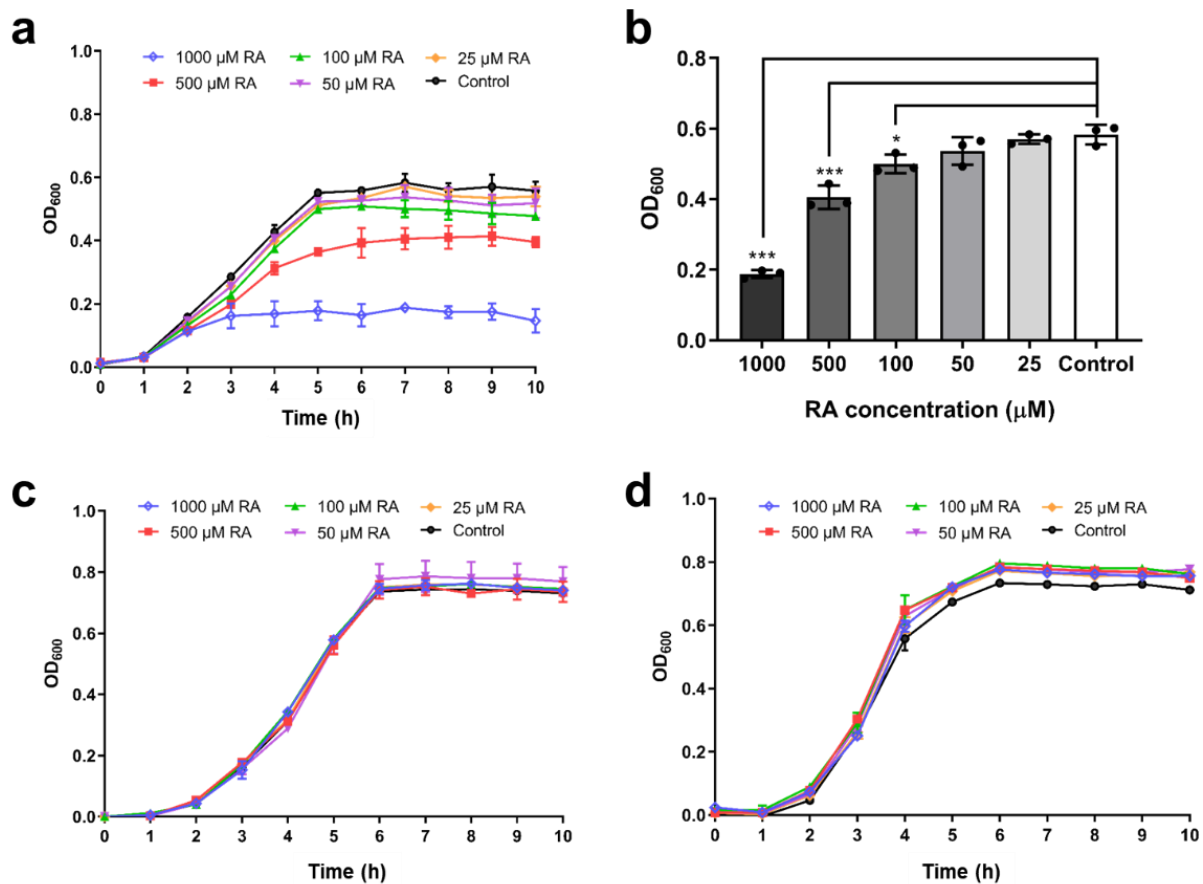 a
1000 µM RA 100 µM RA 25 µM RA
500 µM RA 50 µM RA Control
1.0
0.8
0.6
0.4
0.2
0.0
OD600
0 1 2 3 4 5 6 7 8 9 10
Time (h)
b
0.8
0.6
0.4
0.2
0.0
OD600
***
***
*
1000 500 100 50 25 Control
RA concentration (µM)
c
1000 µM RA 100 µM RA 25 µM RA
500 µM RA 50 µM RA Control
1.0
0.8
0.6
0.4
0.2
0.0
OD600
0 1 2 3 4 5 6 7 8 9 10
Time (h)
d
1000 µM RA 100 µM RA 25 µM RA
500 µM RA 50 µM RA Control
1.0
0.8
0.6
0.4
0.2
0.0
OD600
0 1 2 3 4 5 6 7 8 9 10
Time (h)